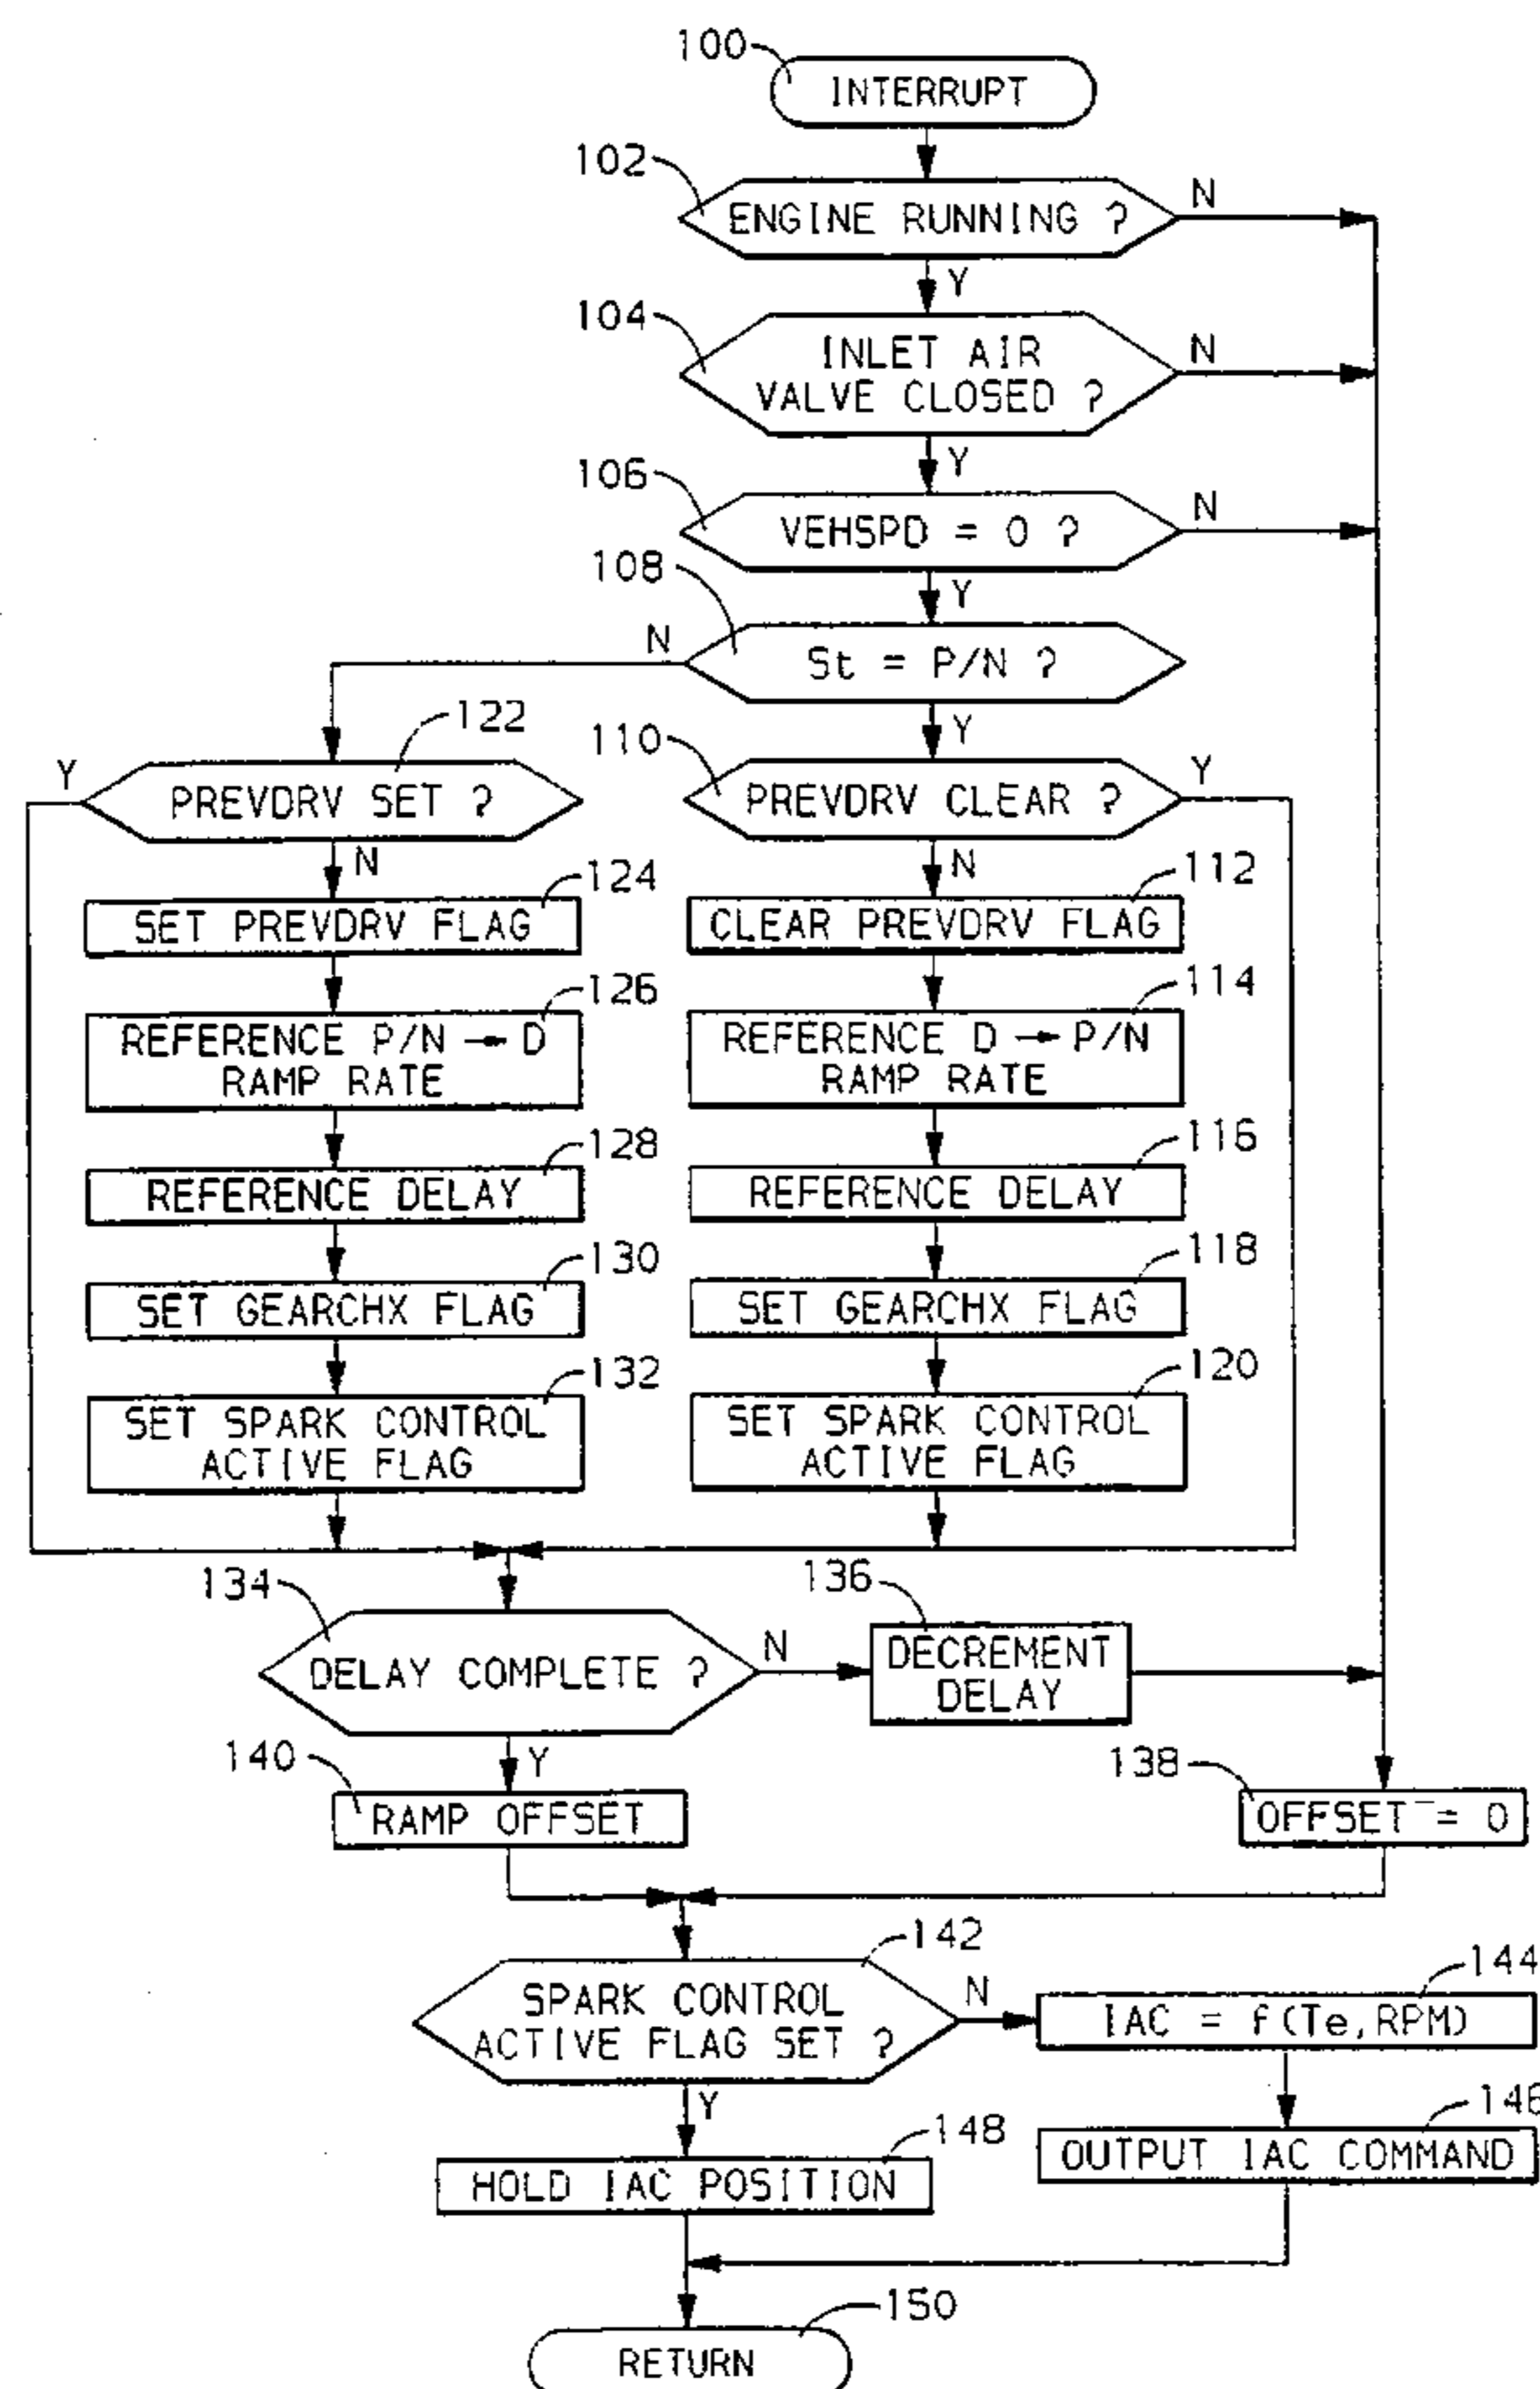 100
INTERRUPT
102
ENGINE RUNNING ?
N
Y
104
INLET AIR
VALVE CLOSED ?
N
Y
106
VEHSPD = 0 ?
N
Y
108
St = P/N ?
N
Y
122
PREVDRV SET ?
Y
N
110
PREVDRV CLEAR ?
Y
N
124
SET PREVDRV FLAG
112
CLEAR PREVDRV FLAG
126
REFERENCE P/N → D
RAMP RATE
114
REFERENCE D → P/N
RAMP RATE
128
REFERENCE DELAY
116
REFERENCE DELAY
130
SET GEARCHX FLAG
118
SET GEARCHX FLAG
132
SET SPARK CONTROL
ACTIVE FLAG
120
SET SPARK CONTROL
ACTIVE FLAG
134
DELAY COMPLETE ?
N
Y
136
DECREMENT
DELAY
140
RAMP OFFSET
138
OFFSET = 0
142
SPARK CONTROL
ACTIVE FLAG SET ?
N
Y
144
IAC = f(Te,RPM)
146
OUTPUT IAC COMMAND
148
HOLD IAC POSITION
150
RETURN